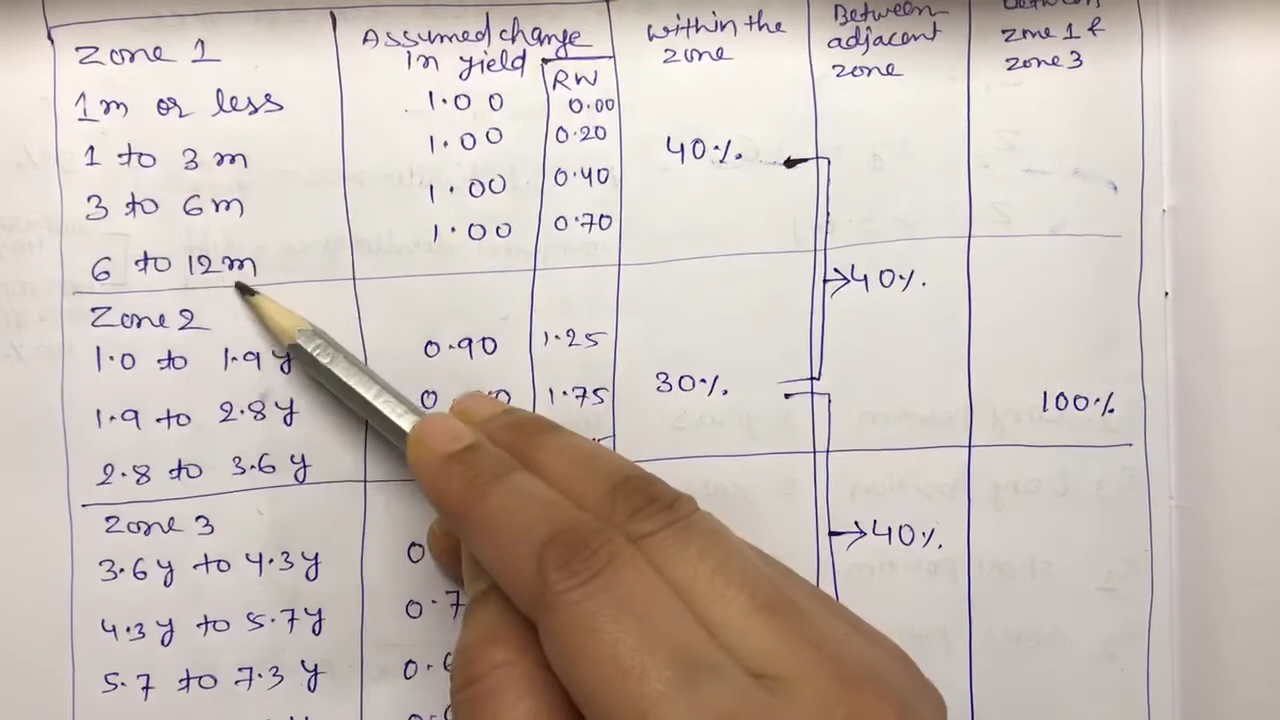 Zone 1 Assumed change in yield RW within the zone Between adjacent zone zone 1 & zone 3
1m or less 1.00 0.00
1 to 3 m 1.00 0.20 40%
3 to 6 m 1.00 0.40
6 to 12 m 1.00 0.70
40%
Zone 2
1.0 to 1.9 y 0.90 1.25 30%
1.9 to 2.8 y 1.75 100%
2.8 to 3.6 y
Zone 3
40%
3.6 y to 4.3 y
4.3 y to 5.7 y
5.7 to 7.3 y